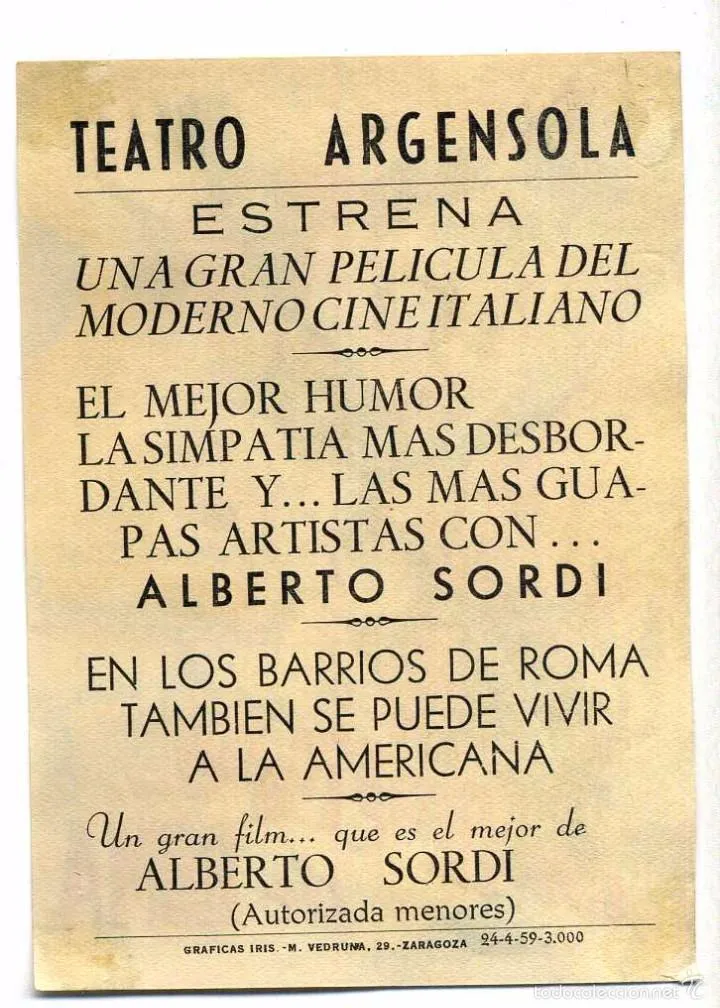 TEATRO ARGENSOLA
ESTRENA
UNA GRAN PELICULA DEL
MODERNO CINE ITALIANO
EL MEJOR HUMOR
LA SIMPATIA MAS DESBOR-
DANTE Y... LAS MAS GUA-
PAS ARTISTAS CON...
ALBERTO SORDI
EN LOS BARRIOS DE ROMA
TAMBIEN SE PUEDE VIVIR
A LA AMERICANA
Un gran film... que es el mejor de
ALBERTO SORDI
(Autorizada menores)
GRAFICAS IRIS.-M. VEDRUNA, 29.-ZARAGOZA 24-4-59-3.000
todocoleccion.net